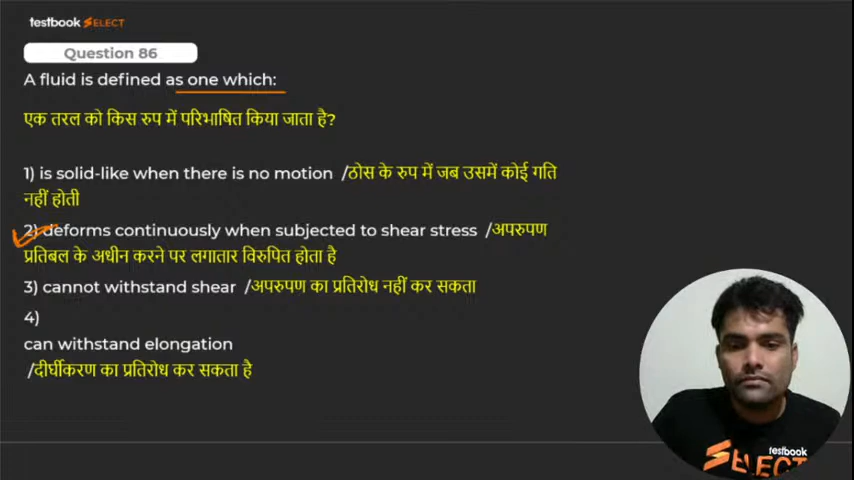 testbook SELECT
Question 86
A fluid is defined as one which:
एक तरल को किस रुप में परिभाषित किया जाता है?
1) is solid-like when there is no motion /ठोस के रुप में जब उसमें कोई गति
नहीं होती
2) deforms continuously when subjected to shear stress /अपरुपण
प्रतिबल के अधीन करने पर लगातार विरुपित होता है
3) cannot withstand shear /अपरुपण का प्रतिरोध नहीं कर सकता
4)
can withstand elongation
/दीर्घीकरण का प्रतिरोध कर सकता है
testbook
SELECT